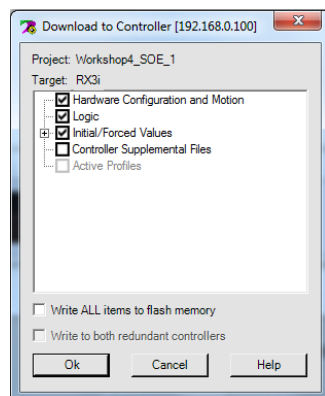 Download to Controller [192.168.0.100]
Project: Workshop4_SOE_1
Target: RX3i
Hardware Configuration and Motion
Logic
Initial/Forced Values
Controller Supplemental Files
Active Profiles
Write ALL items to flash memory
Write to both redundant controllers
Ok Cancel Help